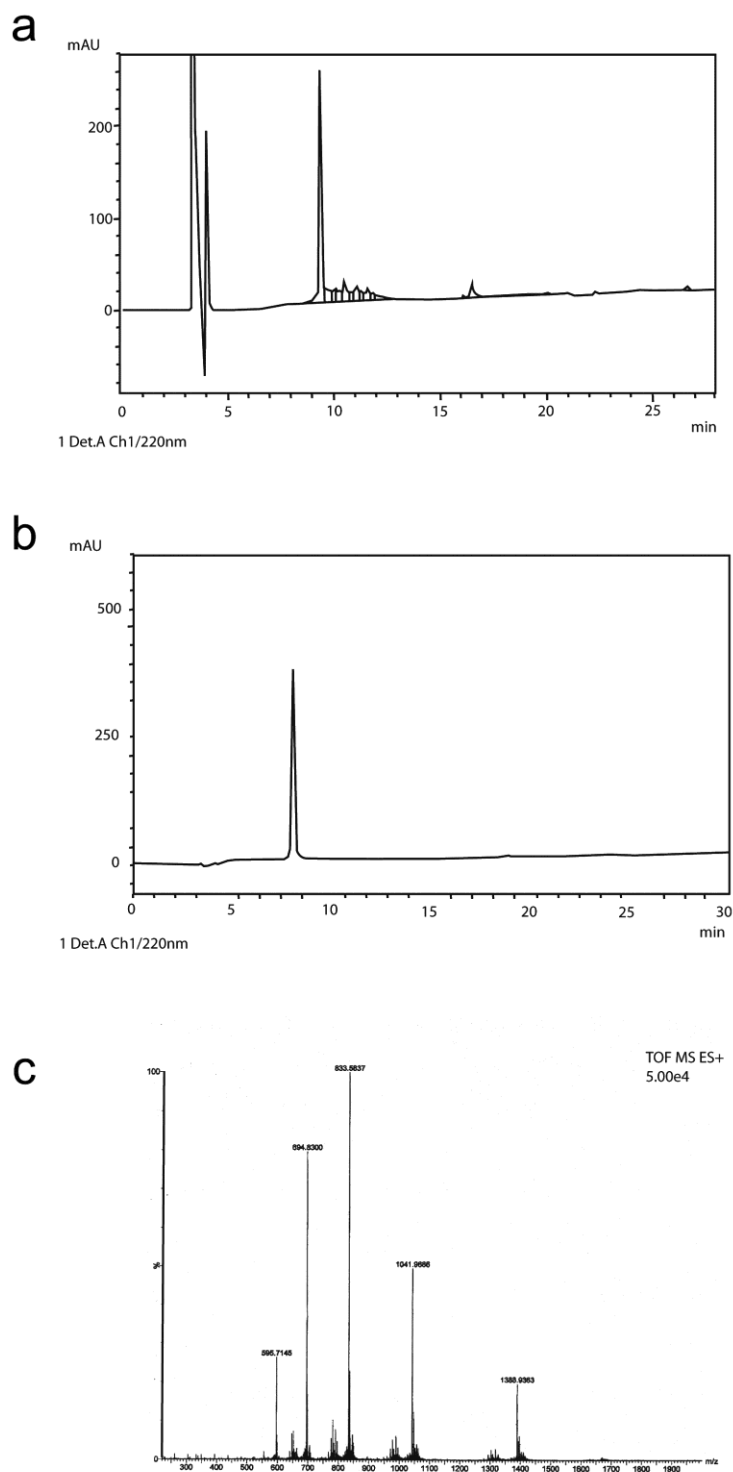 a
mAU
200
100
0
0 5 10 15 20 25
min
1 Det.A Ch1/220nm
b
mAU
500
250
0
0 5 10 15 20 25 30
min
1 Det.A Ch1/220nm
c
TOF MS ES+
5.00e4
100
833.5837
694.8300
%
1041.9686
595.7145
1388.9363
0
300 400 500 600 700 800 900 1000 1100 1200 1300 1400 1500 1600 1700 1800 1900 m/z